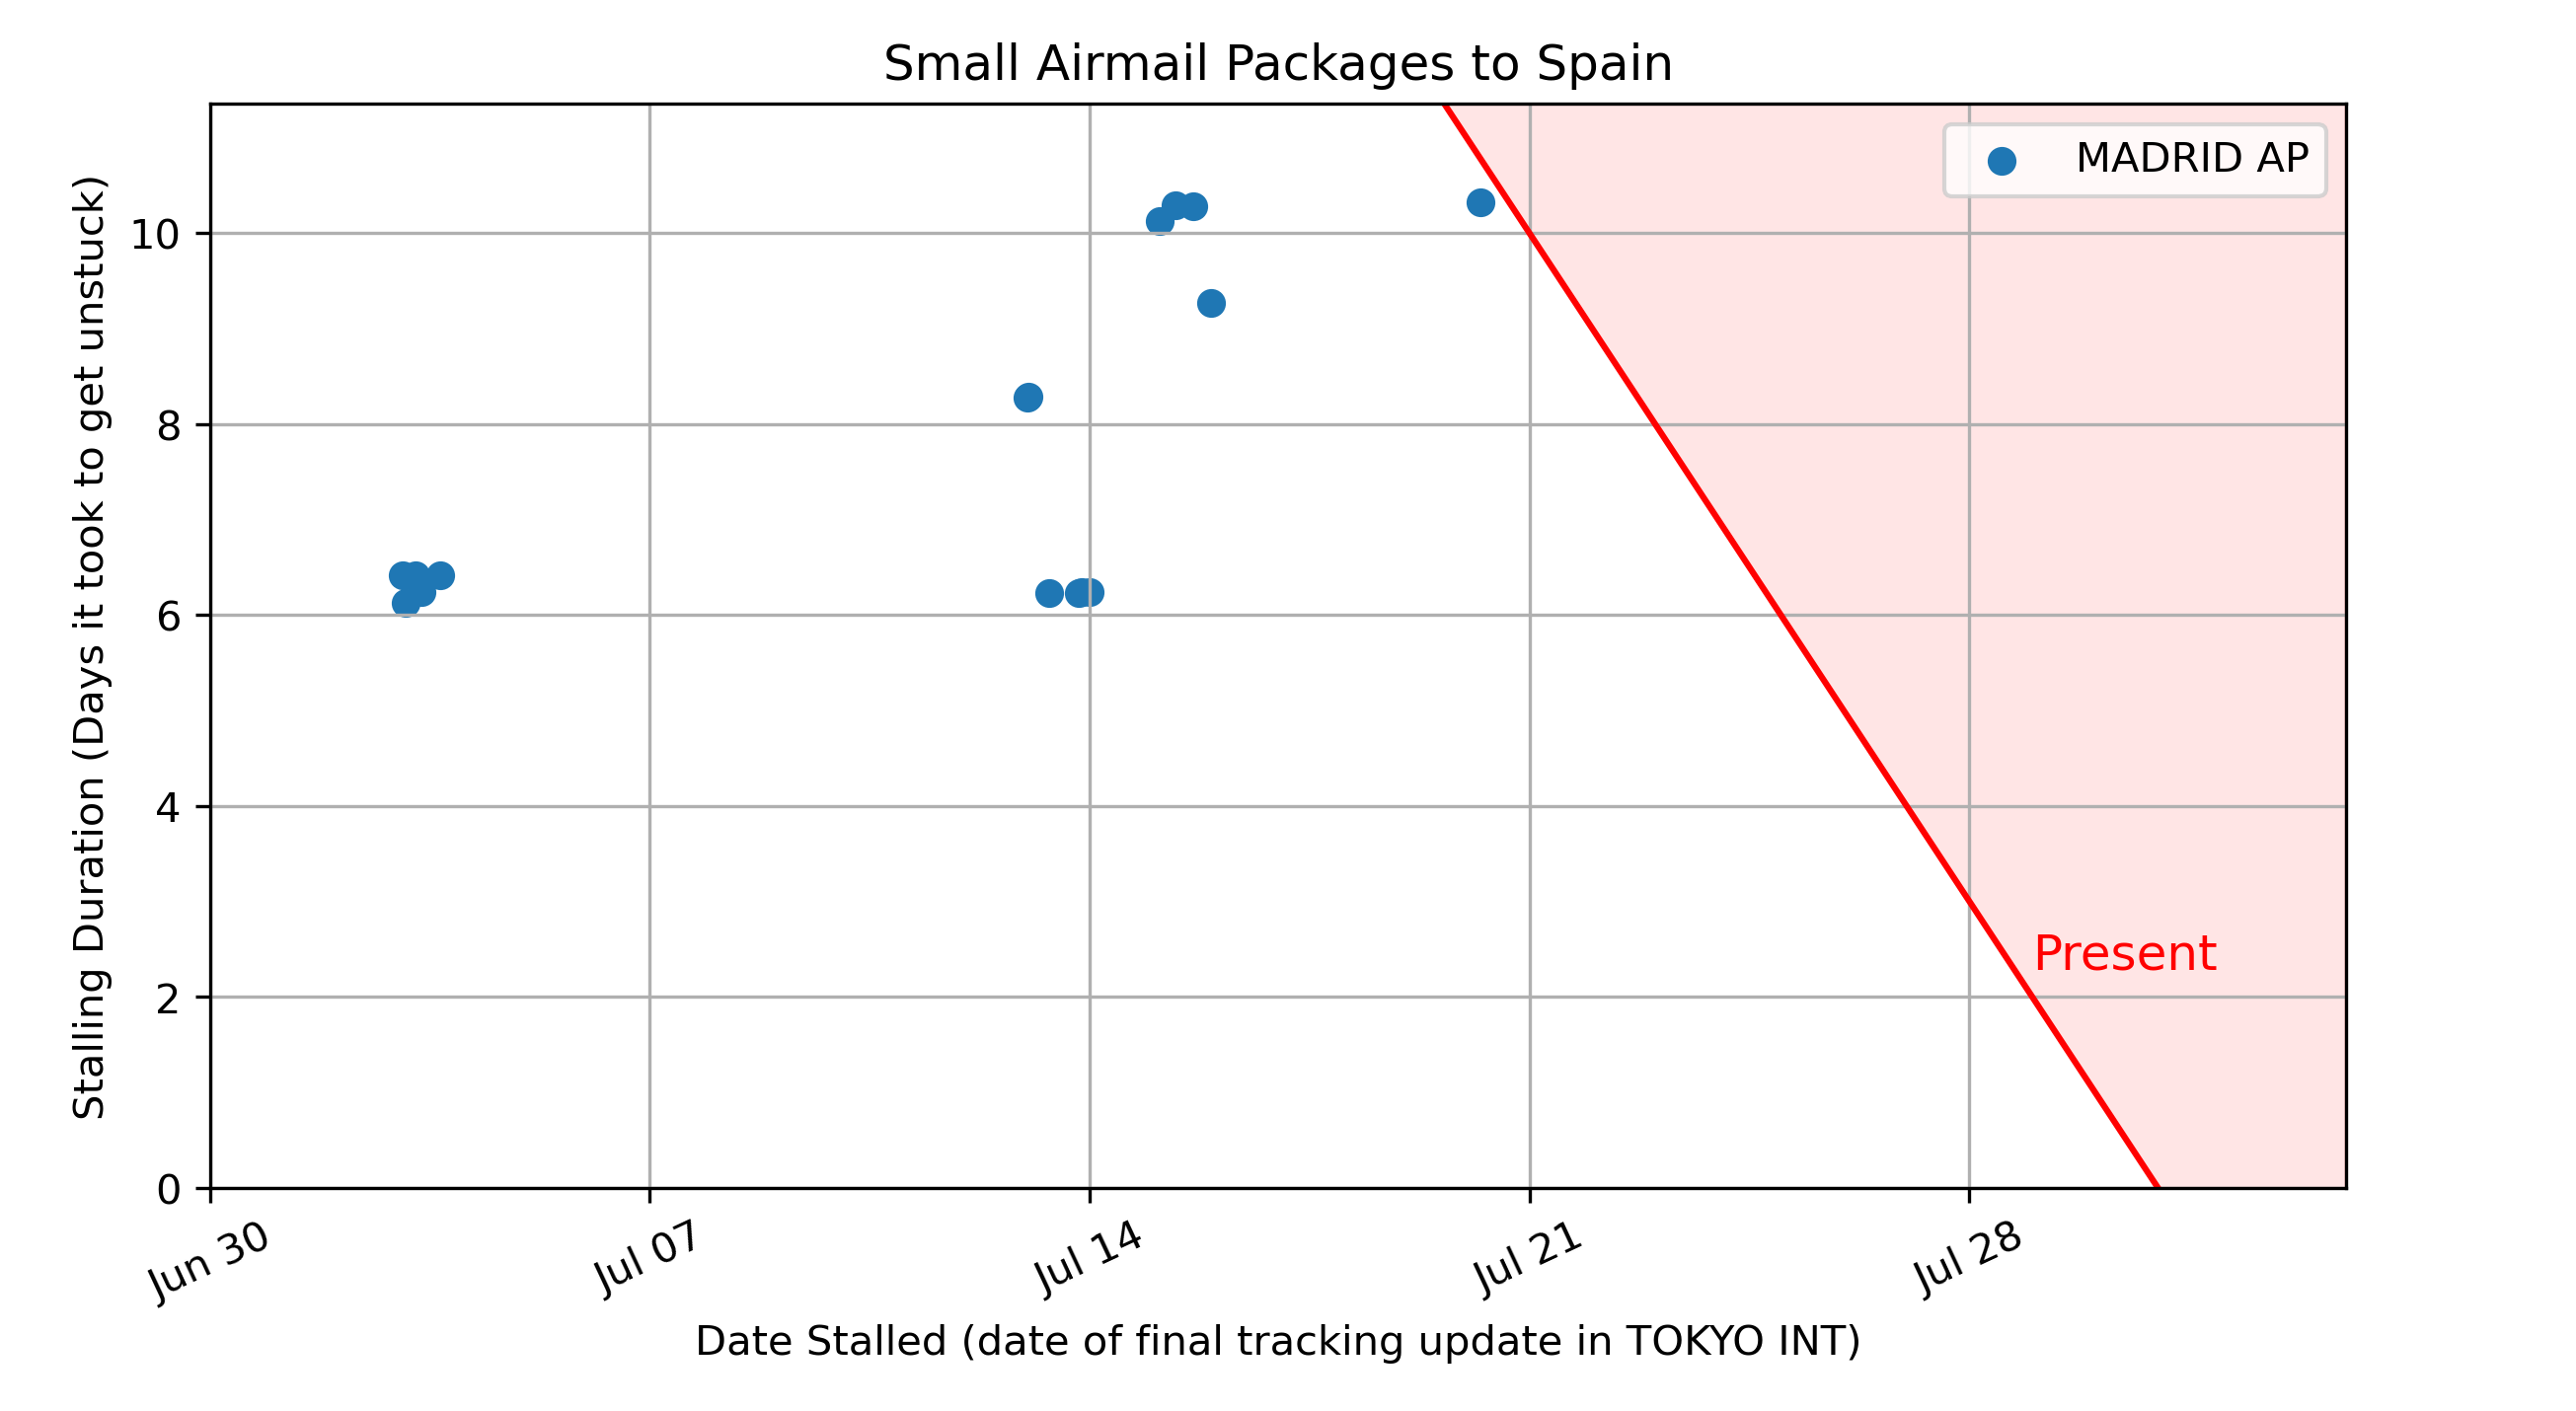 Small Airmail Packages to Spain
MADRID AP
Stalling Duration (Days it took to get unstuck)
10
8
6
4
2
0
Present
Jun 30
Jul 07
Jul 14
Jul 21
Jul 28
Date Stalled (date of final tracking update in TOKYO INT)